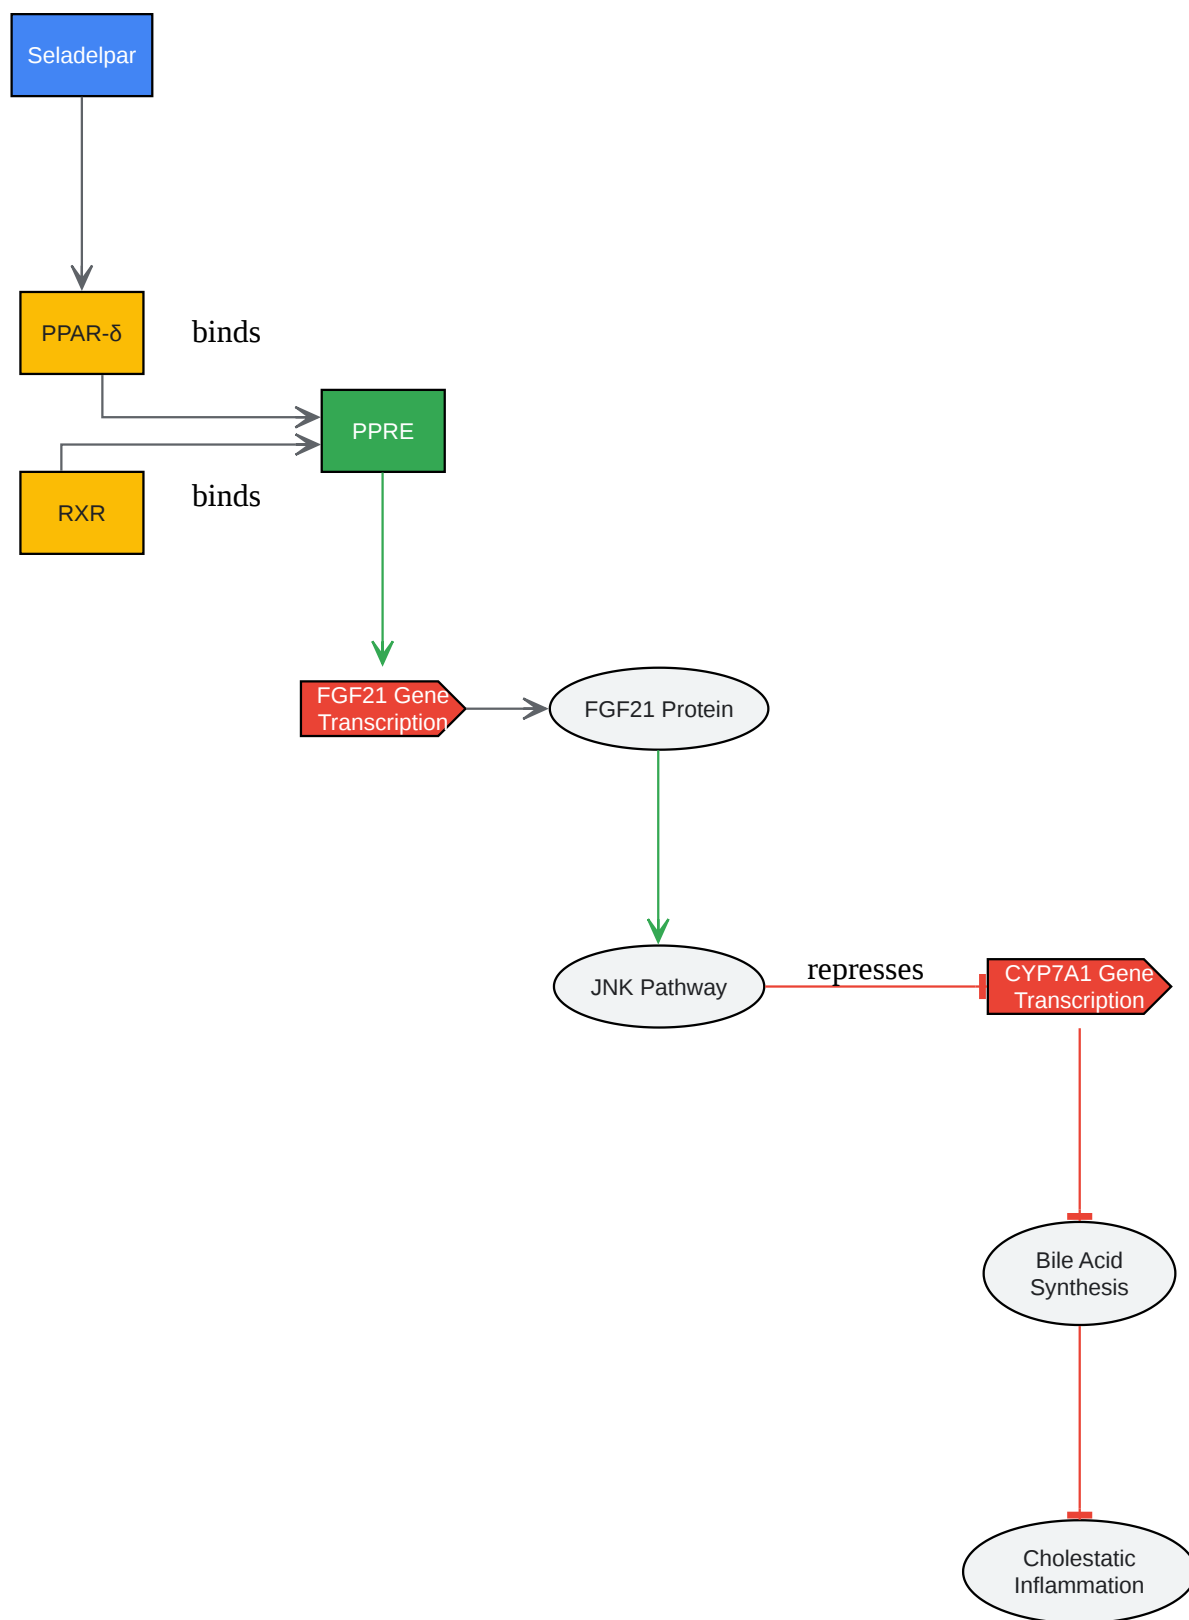 Seladelpar
PPAR-δ
binds
PPRE
binds
RXR
FGF21 Gene
Transcription
FGF21 Protein
JNK Pathway
represses
CYP7A1 Gene
Transcription
Bile Acid
Synthesis
Cholestatic
Inflammation